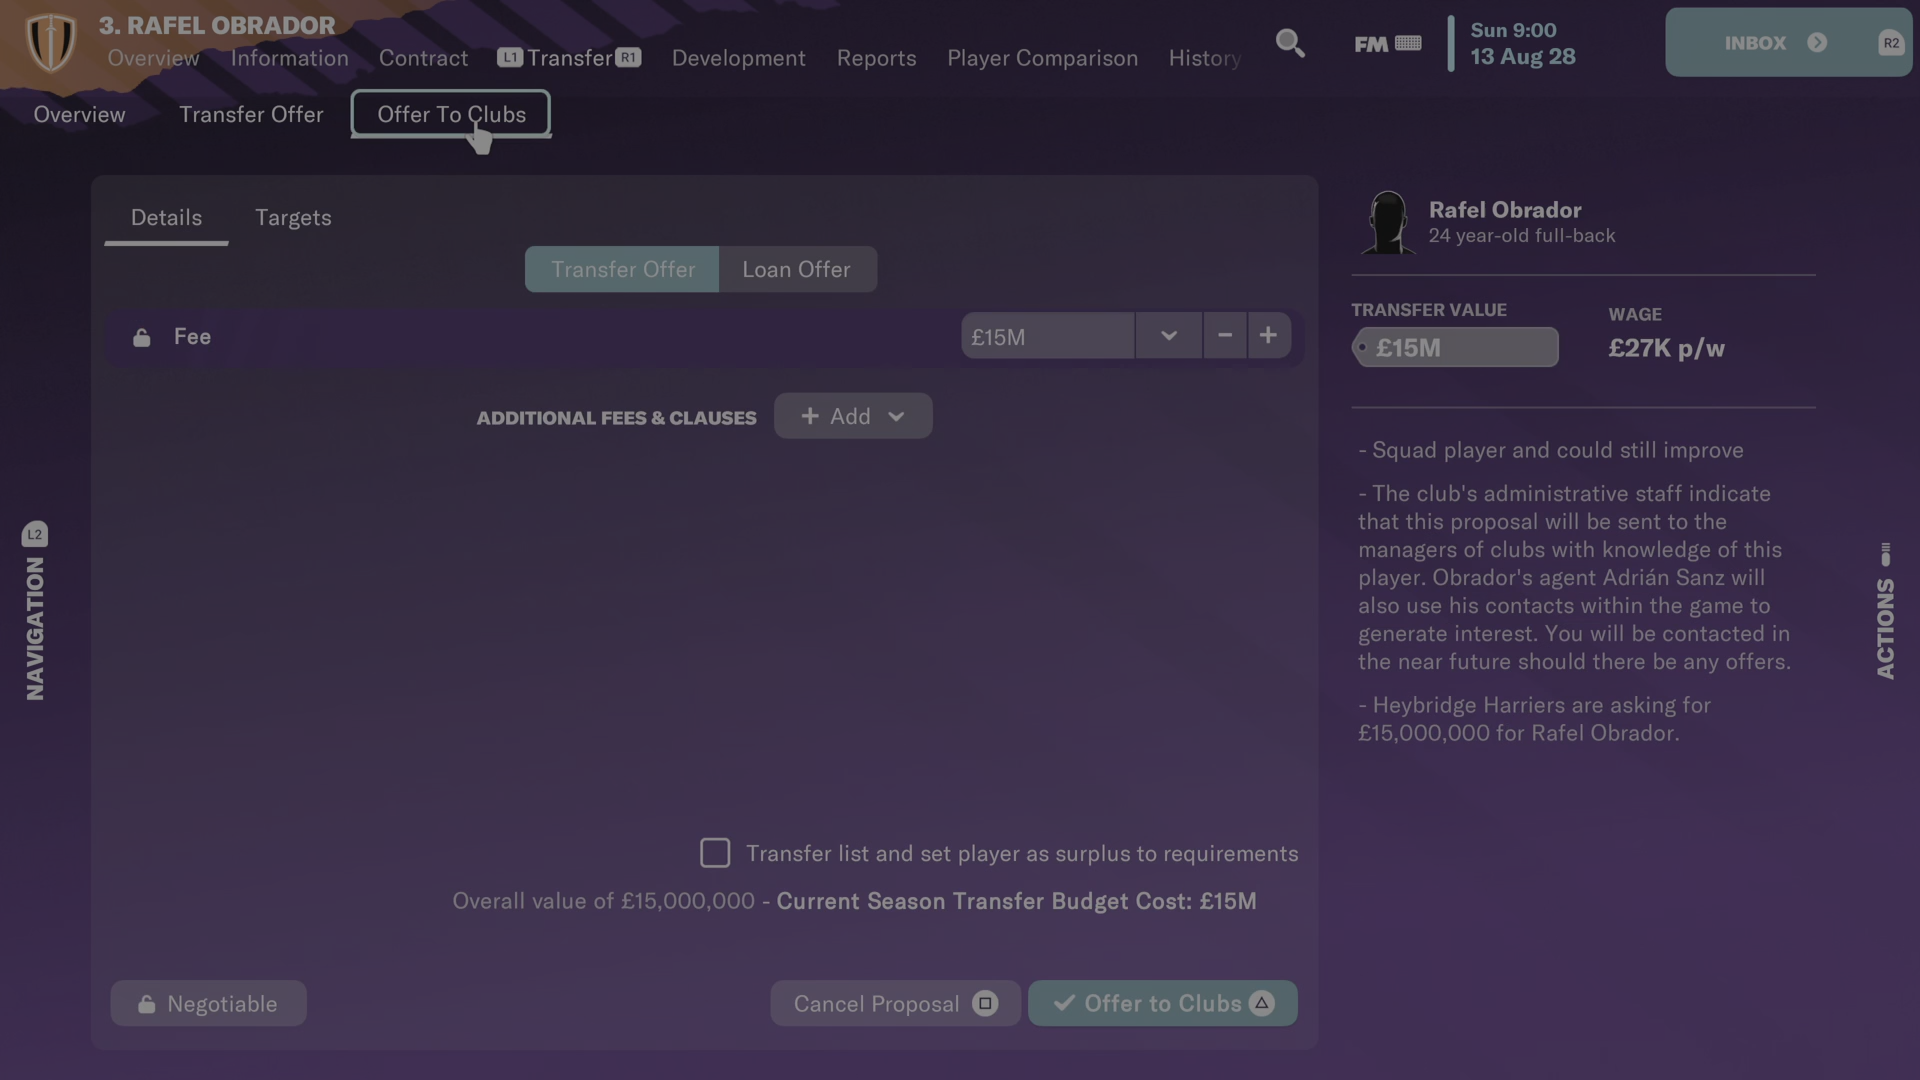 3. RAFEL OBRADOR
Overview Information Contract L1 Transfer R1 Development Reports Player Comparison History
FM
Sun 9:00
13 Aug 28
INBOX R2
Overview Transfer Offer Offer To Clubs
Details Targets
Transfer Offer Loan Offer
Fee £15M
ADDITIONAL FEES & CLAUSES + Add
Transfer list and set player as surplus to requirements
Overall value of £15,000,000 - Current Season Transfer Budget Cost: £15M
Negotiable Cancel Proposal Offer to Clubs
L2
NAVIGATION
Rafel Obrador
24 year-old full-back
TRANSFER VALUE WAGE
£15M £27K p/w
- Squad player and could still improve
- The club's administrative staff indicate
that this proposal will be sent to the
managers of clubs with knowledge of this
player. Obrador's agent Adrián Sanz will
also use his contacts within the game to
generate interest. You will be contacted in
the near future should there be any offers.
- Heybridge Harriers are asking for
£15,000,000 for Rafel Obrador.
ACTIONS